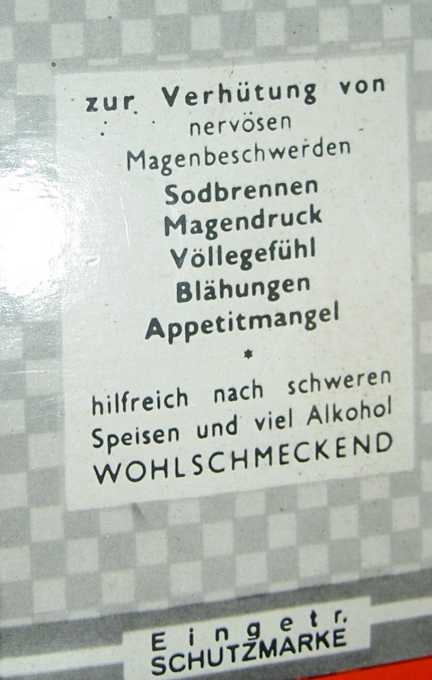 zur Verhütung von
nervösen
Magenbeschwerden
Sodbrennen
Magendruck
Völlegefühl
Blähungen
Appetitmangel
*
hilfreich nach schweren
Speisen und viel Alkohol
WOHLSCHMECKEND
Eingetr.
SCHUTZMARKE